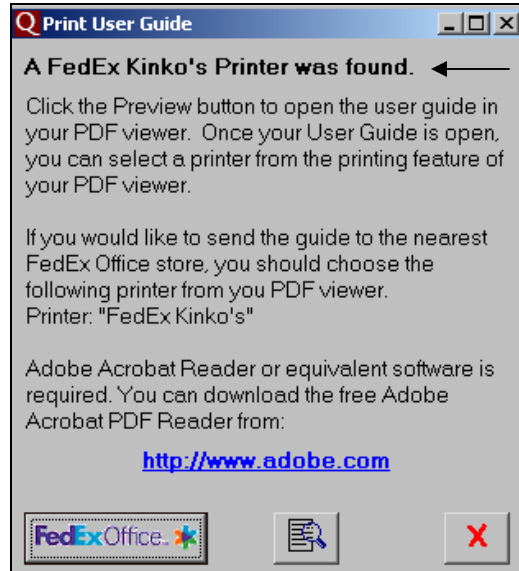 Print User Guide
A FedEx Kinko's Printer was found.
Click the Preview button to open the user guide in
your PDF viewer.  Once your User Guide is open,
you can select a printer from the printing feature of
your PDF viewer.
If you would like to send the guide to the nearest
FedEx Office store, you should choose the
following printer from you PDF viewer.
Printer: "FedEx Kinko's"
Adobe Acrobat Reader or equivalent software is
required. You can download the free Adobe
Acrobat PDF Reader from:
http://www.adobe.com
FedEx Office